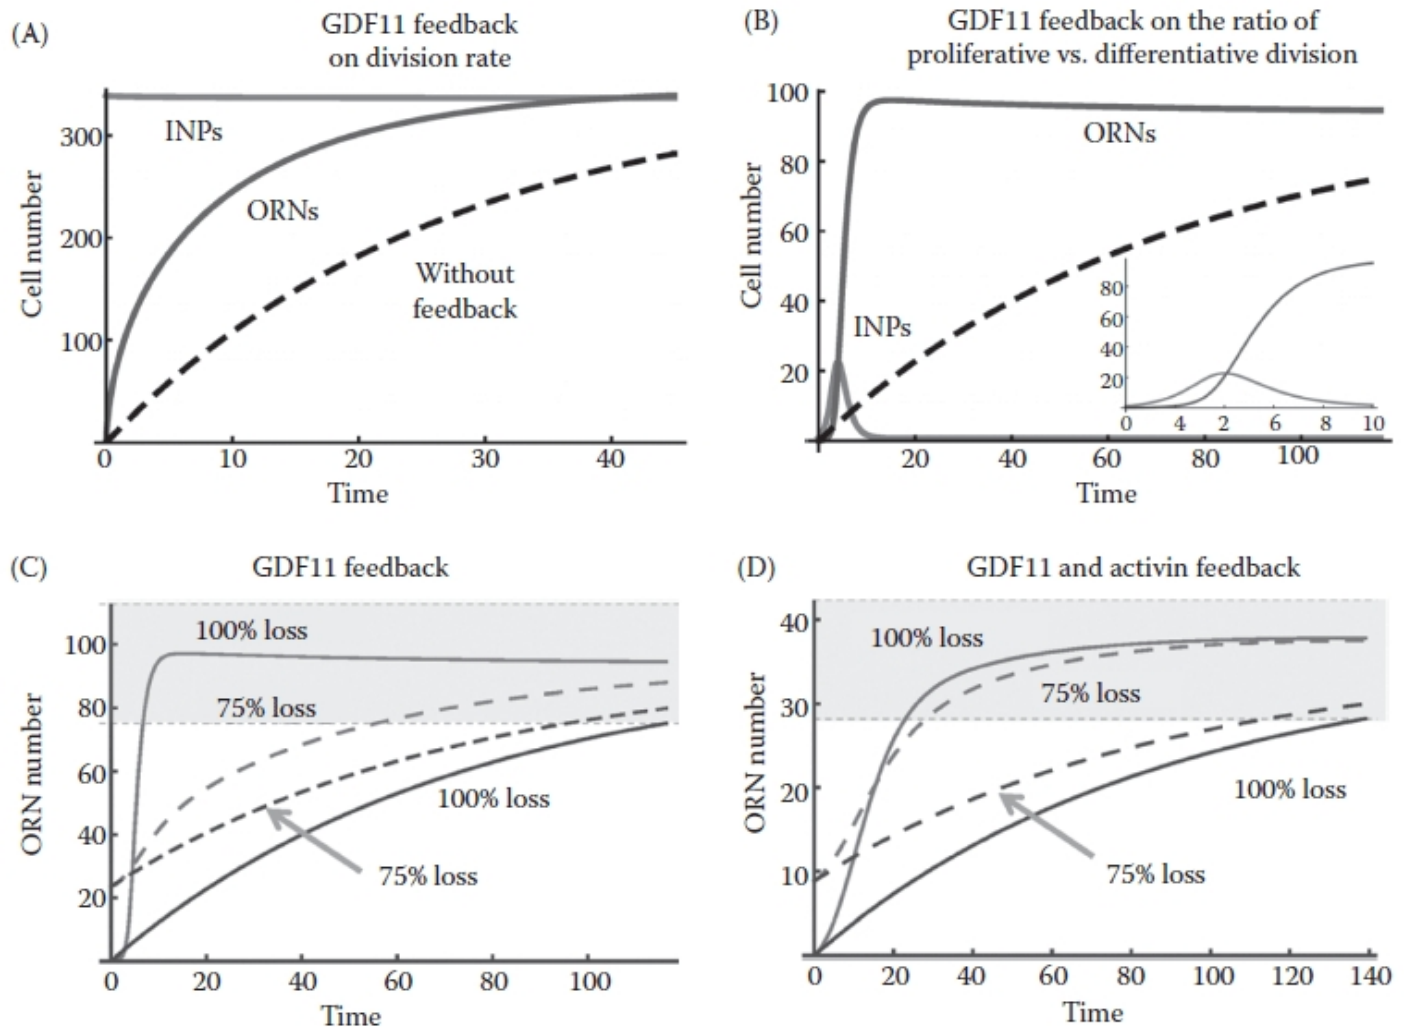 (A)
GDF11 feedback
on division rate
Cell number
300
200
100
INPs
ORNs
Without
feedback
0 10 20 30 40
Time
(B)
GDF11 feedback on the ratio of
proliferative vs. differentiative division
Cell number
100
80
60
40
20
ORNs
INPs
80
60
40
20
0 4 2 6 8 10
20 40 60 80 100
Time
(C)
GDF11 feedback
ORN number
100
80
60
40
20
100% loss
75% loss
100% loss
75% loss
0 20 40 60 80 100
Time
(D)
GDF11 and activin feedback
ORN number
40
30
20
10
100% loss
75% loss
100% loss
75% loss
0 20 40 60 80 100 120 140
Time